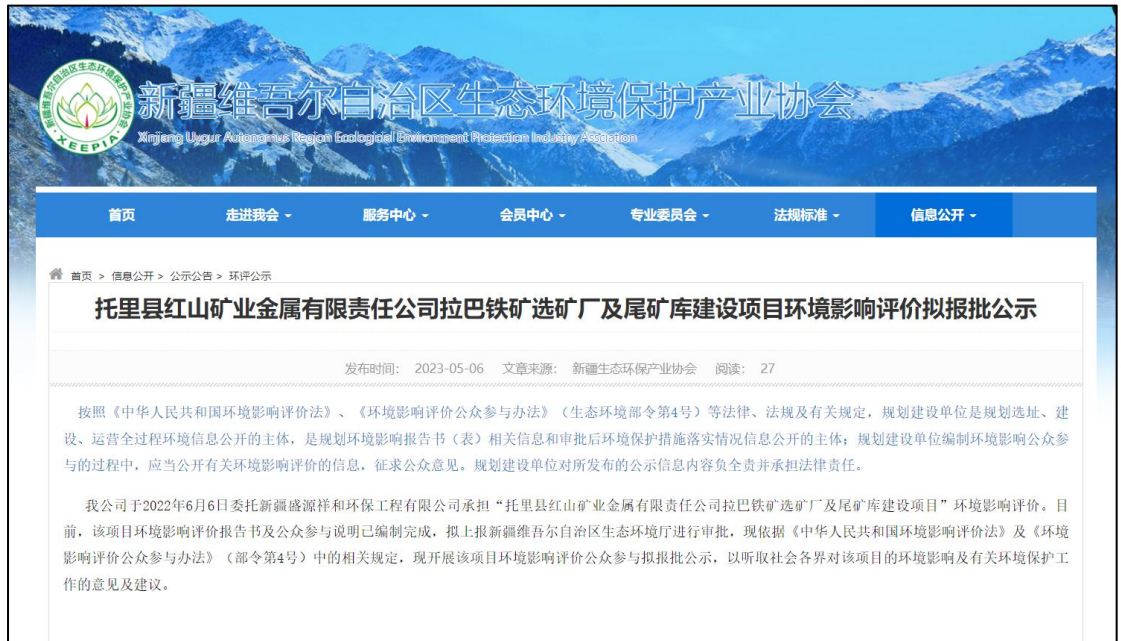 新疆维吾尔自治区生态环境保护产业协会
XEEPIA
新疆维吾尔自治区生态环境保护产业协会
Xinjiang Uygur Autonomus Region Ecologicial Environment Protection Industry Assiation
首页 走进我会 服务中心 会员中心 专业委员会 法规标准 信息公开
首页 > 信息公开 > 公示公告 > 环评公示
托里县红山矿业金属有限责任公司拉巴铁矿选矿厂及尾矿库建设项目环境影响评价拟报批公示
发布时间： 2023-05-06 文章来源： 新疆生态环保产业协会 阅读： 27
按照《中华人民共和国环境影响评价法》、《环境影响评价公众参与办法》（生态环境部令第4号）等法律、法规及有关规定，规划建设单位是规划选址、建
设、运营全过程环境信息公开的主体，是规划环境影响报告书（表）相关信息和审批后环境保护措施落实情况信息公开的主体；规划建设单位编制环境影响公众参
与的过程中，应当公开有关环境影响评价的信息，征求公众意见。规划建设单位对所发布的公示信息内容负全责并承担法律责任。
我公司于2022年6月6日委托新疆盛源祥和环保工程有限公司承担“托里县红山矿业金属有限责任公司拉巴铁矿选矿厂及尾矿库建设项目”环境影响评价。目
前，该项目环境影响评价报告书及公众参与说明已编制完成，拟上报新疆维吾尔自治区生态环境厅进行审批，现依据《中华人民共和国环境影响评价法》及《环境
影响评价公众参与办法》（部令第4号）中的相关规定，现开展该项目环境影响评价公众参与拟报批公示，以听取社会各界对该项目的环境影响及有关环境保护工
作的意见及建议。